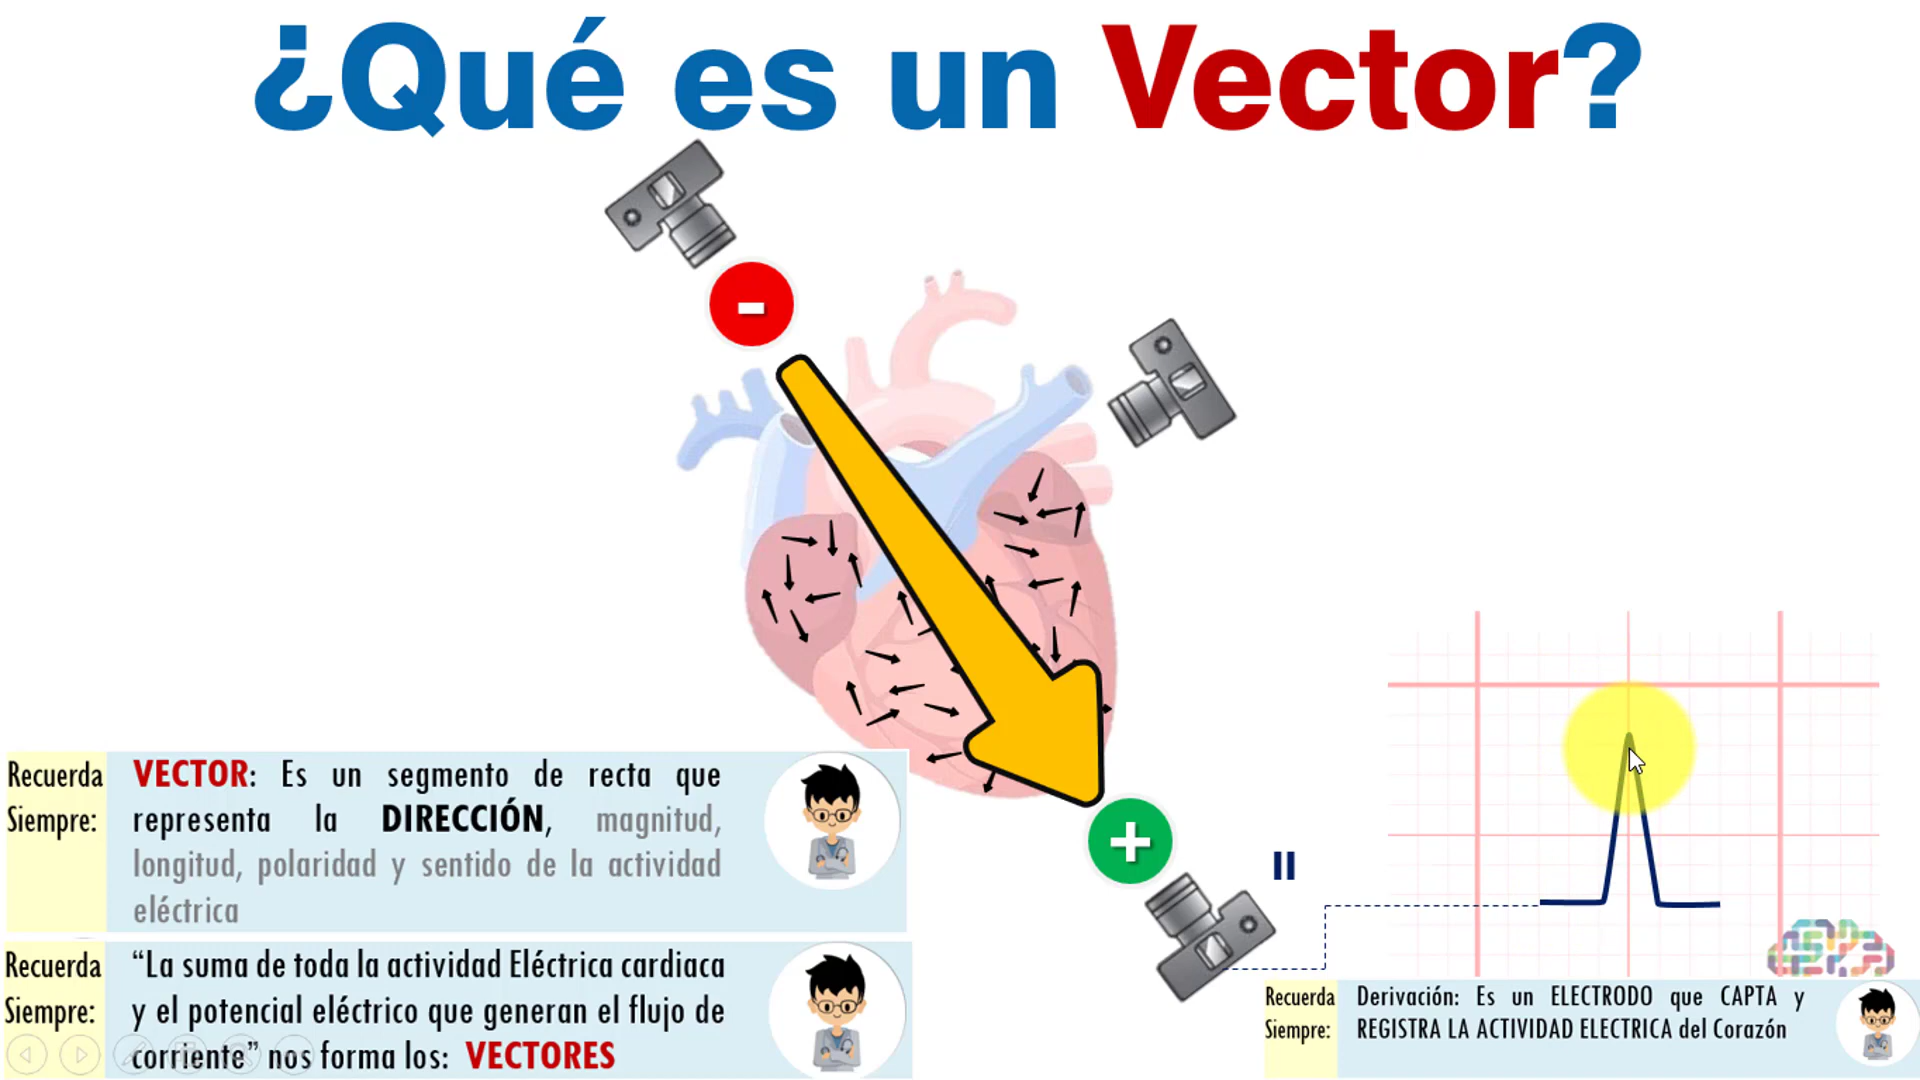 ¿Qué es un Vector?
-
+
II
Recuerda
Siempre:
VECTOR: Es un segmento de recta que
representa la DIRECCIÓN, magnitud,
longitud, polaridad y sentido de la actividad
eléctrica
Recuerda
Siempre:
“La suma de toda la actividad Eléctrica cardiaca
y el potencial eléctrico que generan el flujo de
corriente” nos forma los: VECTORES
Recuerda
Siempre:
Derivación: Es un ELECTRODO que CAPTA y
REGISTRA LA ACTIVIDAD ELECTRICA del Corazón